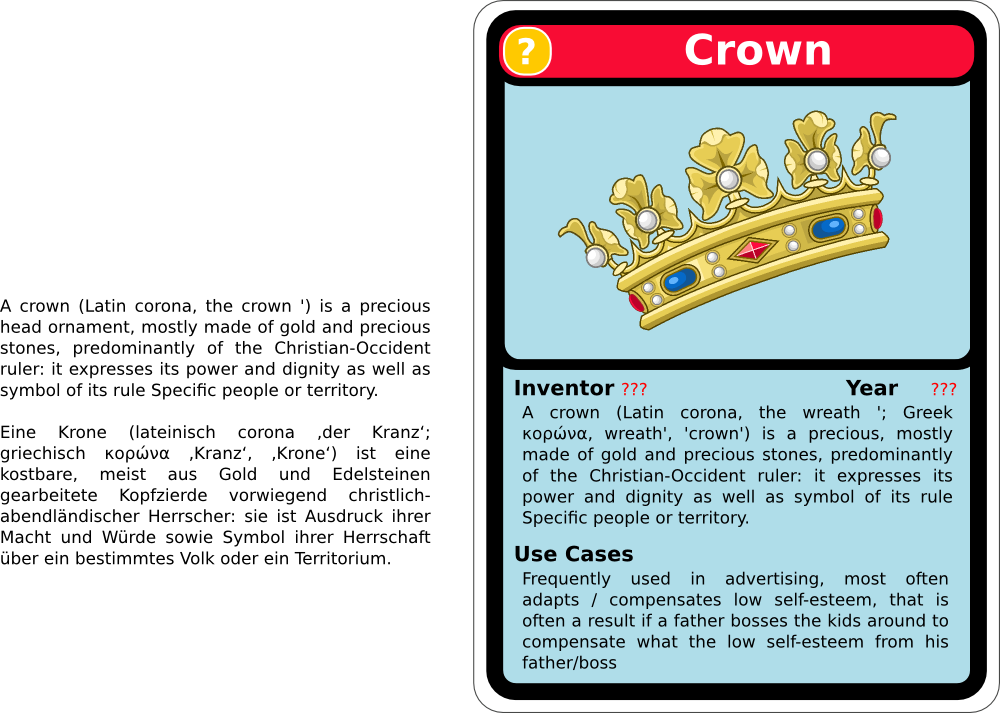 A crown (Latin corona, the crown ') is a precious
head ornament, mostly made of gold and precious
stones, predominantly of the Christian-Occident
ruler: it expresses its power and dignity as well as
symbol of its rule Specific people or territory.
Eine Krone (lateinisch corona ‚der Kranz‘;
griechisch κορώνα ‚Kranz‘, ‚Krone‘) ist eine
kostbare, meist aus Gold und Edelsteinen
gearbeitete Kopfzierde vorwiegend christlich-
abendländischer Herrscher: sie ist Ausdruck ihrer
Macht und Würde sowie Symbol ihrer Herrschaft
über ein bestimmtes Volk oder ein Territorium.
? Crown
Inventor ??? Year ???
A crown (Latin corona, the wreath '; Greek
κορώνα, wreath', 'crown') is a precious, mostly
made of gold and precious stones, predominantly
of the Christian-Occident ruler: it expresses its
power and dignity as well as symbol of its rule
Specific people or territory.
Use Cases
Frequently used in advertising, most often
adapts / compensates low self-esteem, that is
often a result if a father bosses the kids around to
compensate what the low self-esteem from his
father/boss